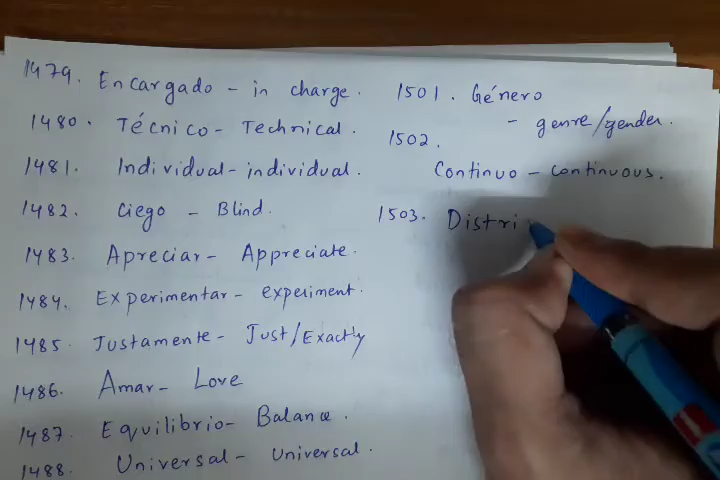 1479. Encargado - in charge.
1480. Técnico - Technical.
1481. Individual - individual.
1482. Ciego - Blind.
1483. Apreciar - Appreciate.
1484. Experimentar - experiment.
1485. Justamente - Just/Exactly
1486. Amar - Love
1487. Equilibrio - Balance.
1488. Universal - Universal.
1501. Género
- genre/gender.
1502.
Continuo - continuous.
1503. Distri